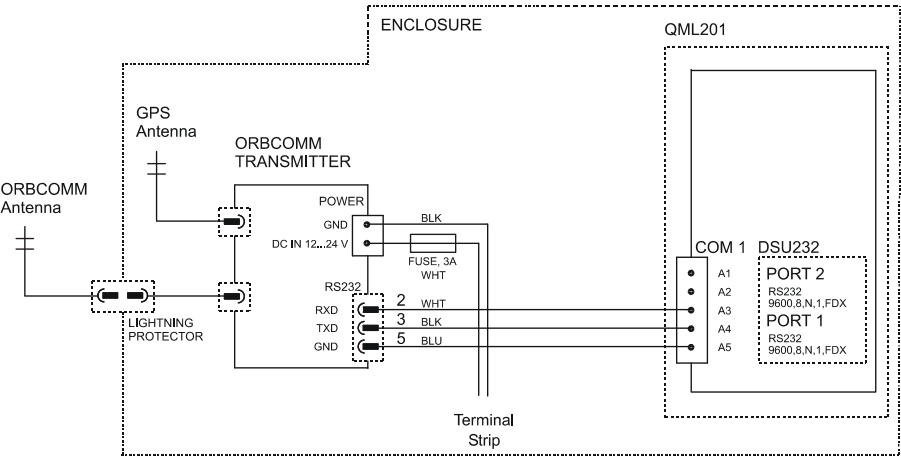 ENCLOSURE
QML201
GPS
Antenna
ORBCOMM
TRANSMITTER
ORBCOMM
Antenna
POWER
GND
BLK
DC IN 12...24 V
FUSE, 3A
WHT
COM 1
DSU232
A1
A2
A3
A4
A5
PORT 2
RS232
9600,8,N,1,FDX
PORT 1
RS232
9600,8,N,1,FDX
RS232
RXD
2
WHT
TXD
3
BLK
GND
5
BLU
LIGHTNING
PROTECTOR
Terminal
Strip